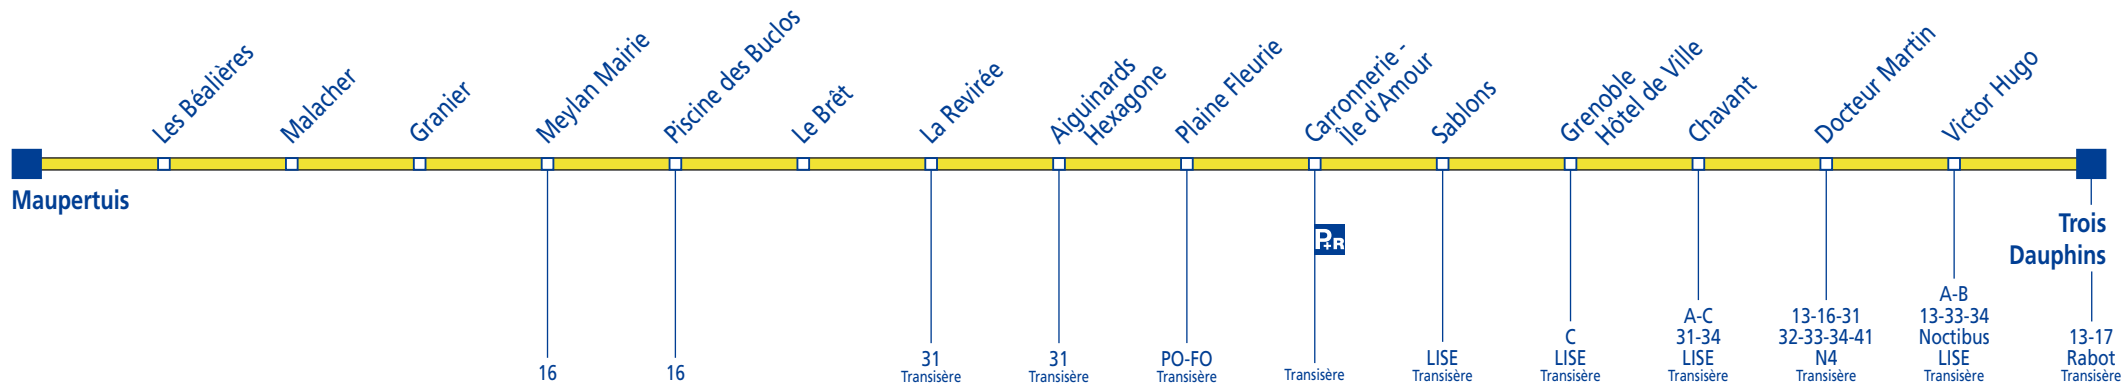 Maupertuis
Les Béalières
Malacher
Granier
Meylan Mairie
16
Piscine des Buclos
16
Le Brêt
La Revirée
31
Transisère
Aiguinards
Hexagone
31
Transisère
Plaine Fleurie
PO-FO
Transisère
Carronnerie -
Île d'Amour
P+R
Transisère
Sablons
LISE
Transisère
Grenoble
Hôtel de Ville
C
LISE
Transisère
Chavant
A-C
31-34
LISE
Transisère
Docteur Martin
13-16-31
32-33-34-41
N4
Transisère
Victor Hugo
A-B
13-33-34
Noctibus
LISE
Transisère
Trois
Dauphins
13-17
Rabot
Transisère